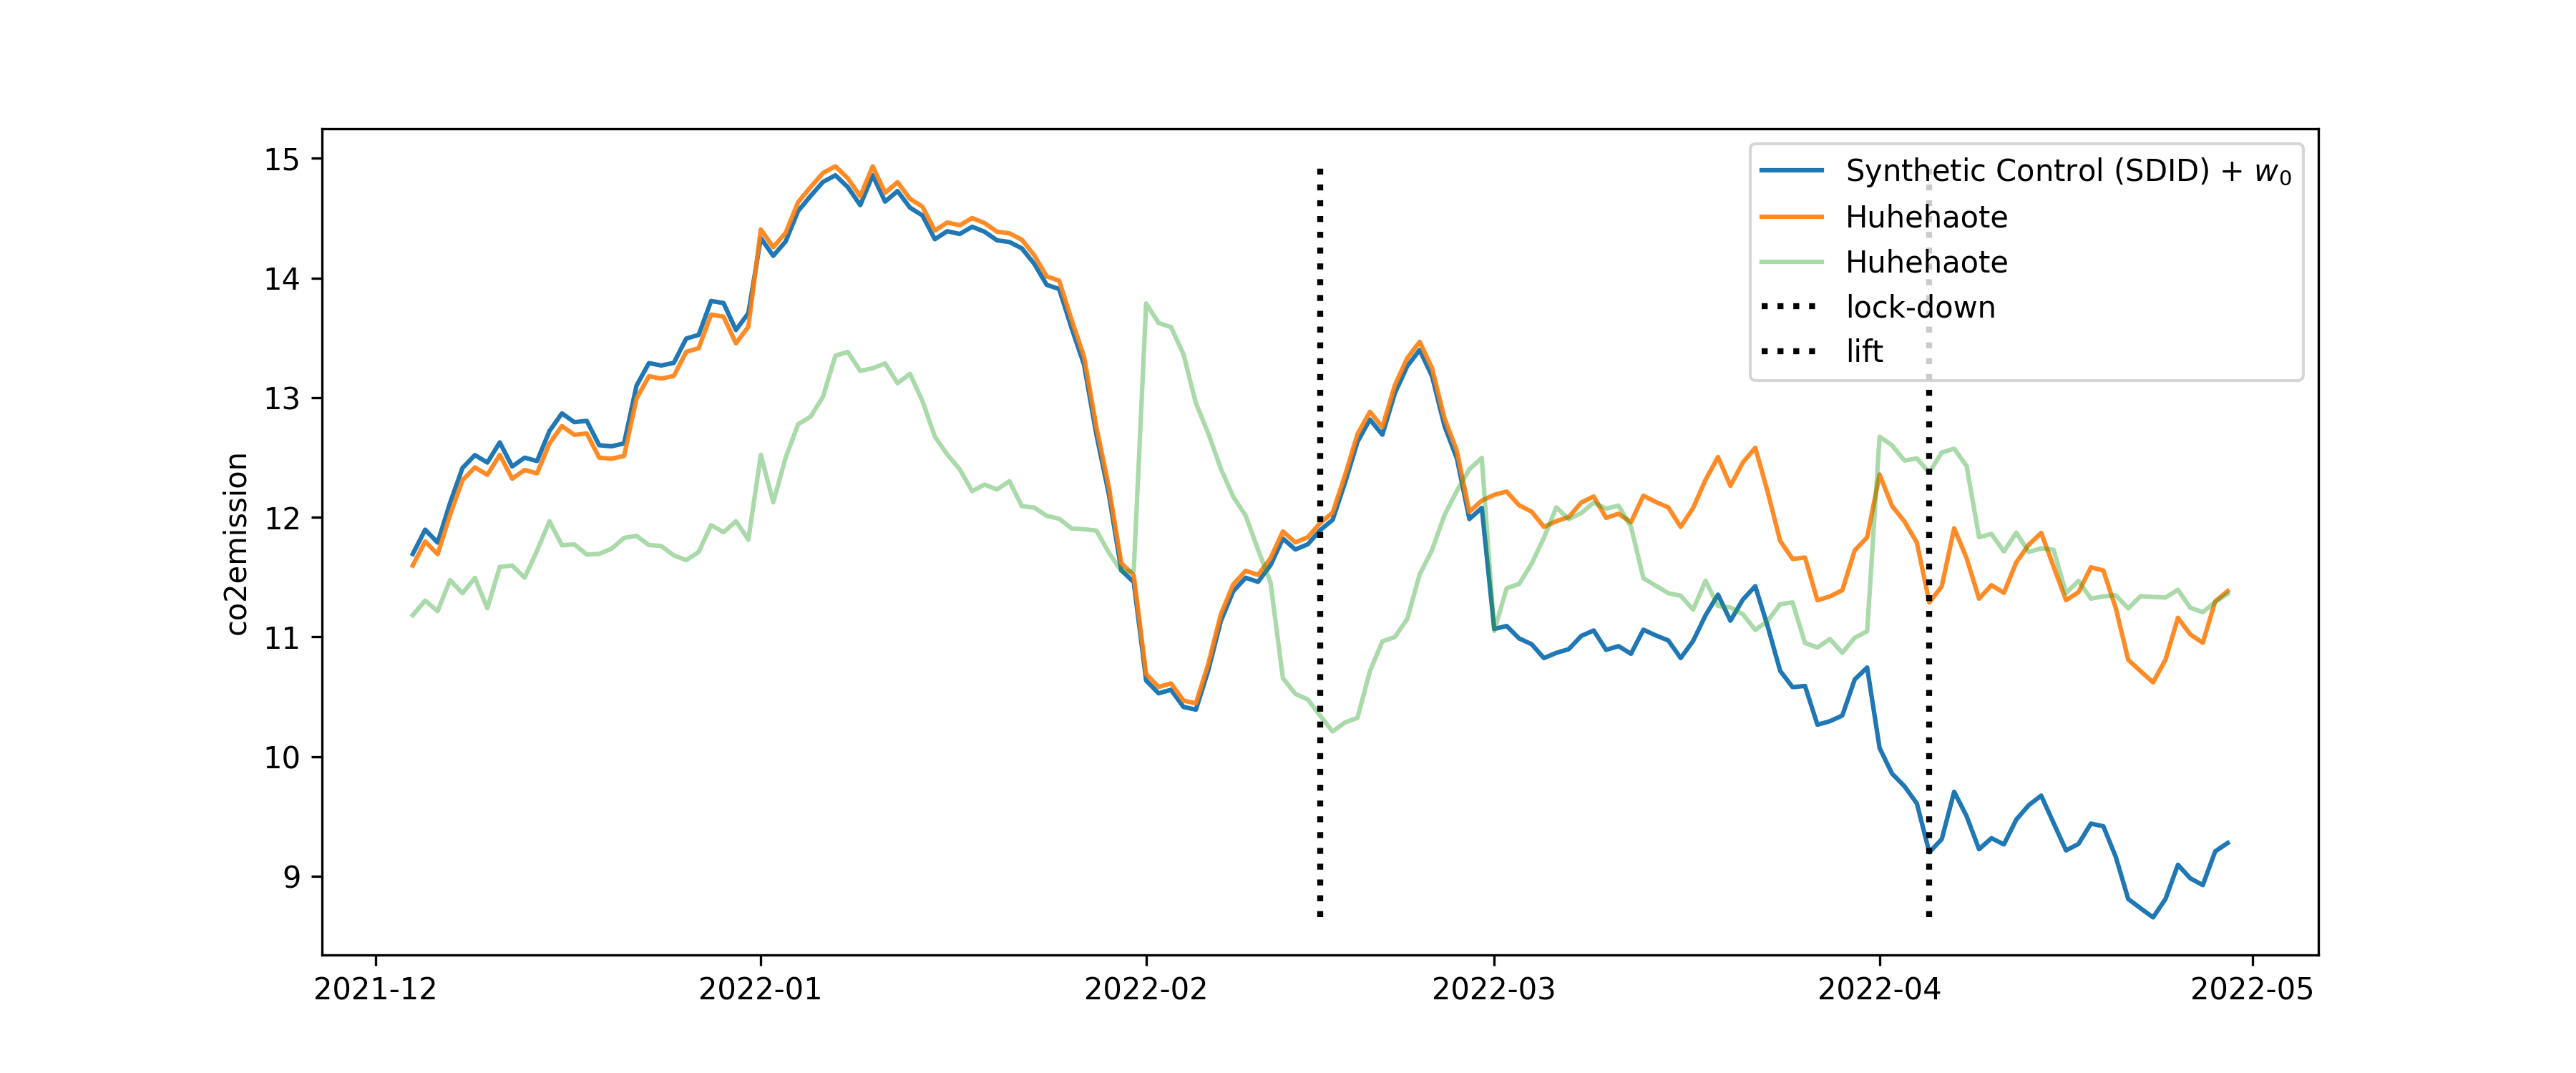 15
14
13
12
11
10
9
co2emission
2021-12
2022-01
2022-02
2022-03
2022-04
2022-05
Synthetic Control (SDID) + w₀
Huhehaote
Huhehaote
lock-down
lift